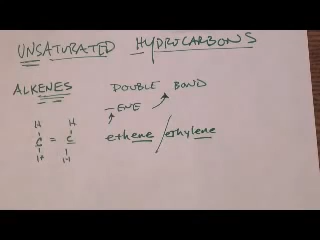 UNSATURATED HYDROCARBONS
ALKENES DOUBLE BOND
-ENE
H H
C = C ethene/ethylene
H H